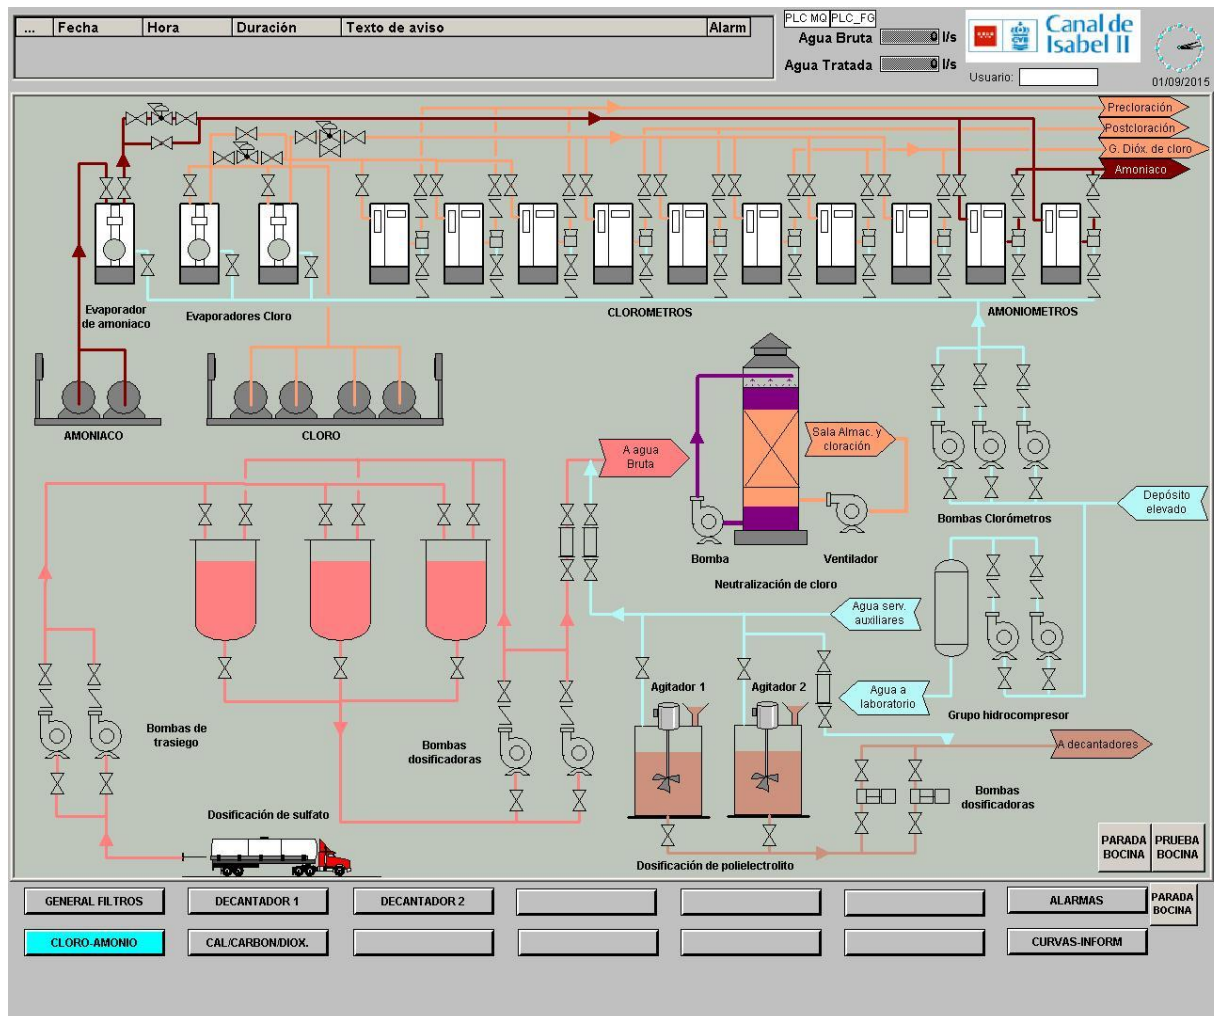 ... Fecha Hora Duración Texto de aviso Alarm
PLC MQ PLC_FG
Agua Bruta 0 l/s
Agua Tratada 0 l/s
Canal de
Isabel II
Usuario:
01/09/2015
Precloración
Postcloración
G. Dióx. de cloro
Amoniaco
Evaporador
de amoniaco
Evaporadores Cloro
CLOROMETROS
AMONIOMETROS
AMONIACO
CLORO
A agua
Bruta
Sala Almac. y
cloración
Bomba
Ventilador
Neutralización de cloro
Bombas Clorómetros
Depósito
elevado
Agua serv.
auxiliares
Agua a
laboratorio
Grupo hidrocompresor
Agitador 1
Agitador 2
Bombas de
trasiego
Bombas
dosificadoras
A decantadores
Bombas
dosificadoras
Dosificación de sulfato
Dosificación de polielectrolito
PARADA
BOCINA
PRUEBA
BOCINA
GENERAL FILTROS
DECANTADOR 1
DECANTADOR 2
ALARMAS
PARADA
BOCINA
CLORO-AMONIO
CAL/CARBON/DIOX.
CURVAS-INFORM